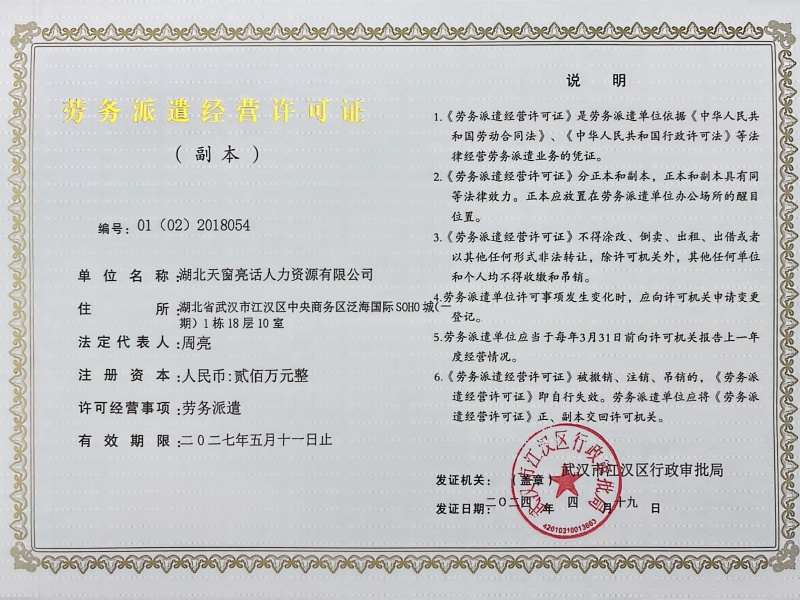 劳务派遣经营许可证
(副本)
编号: 01（02）2018054
单位名称:湖北天窗亮话人力资源有限公司
住所:湖北省武汉市江汉区中央商务区泛海国际SOHO城(一
期）1栋18层10室
法定代表人:周亮
注册资本:人民币:贰佰万元整
许可经营事项:劳务派遣
有效期限:二〇二七年五月十一日止
说 明
1.《劳务派遣经营许可证》是劳务派遣单位依据《中华人民共
和国劳动合同法》、《中华人民共和国行政许可法》等法
律经营劳务派遣业务的凭证。
2.《劳务派遣经营许可证》分正本和副本，正本和副本具有同
等法律效力。正本应放置在劳务派遣单位办公场所的醒目
位置。
3.《劳务派遣经营许可证》不得涂改、倒卖、出租、出借或者
以其他任何形式非法转让，除许可机关外，其他任何单位
和个人均不得收缴和吊销。
4.劳务派遣单位许可事项发生变化时，应向许可机关申请变更
登记。
5.劳务派遣单位应当于每年3月31日前向许可机关报告上一年
度经营情况。
6.《劳务派遣经营许可证》被撤销、注销、吊销的，《劳务派
遣经营许可证》即自行失效。劳务派遣单位应将《劳务派
遣经营许可证》正、副本交回许可机关。
发证机关: (盖章) 武汉市江汉区行政审批局
发证日期:二〇二四 年 四 月十九 日
武汉市江汉区行政审批局
42010310013663